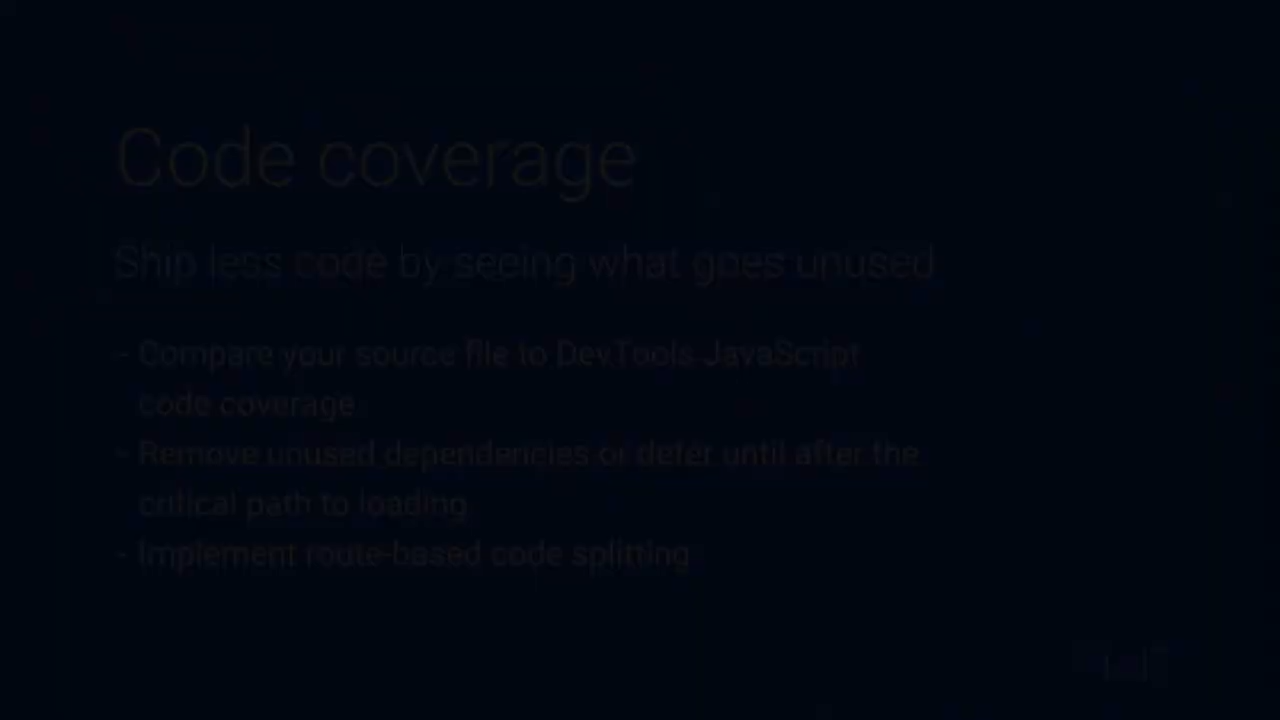 Code coverage
Ship less code by seeing what goes unused
- Compare your source file to DevTools JavaScript
code coverage
- Remove unused dependencies or defer until after the
critical path to loading
- Implement route-based code splitting